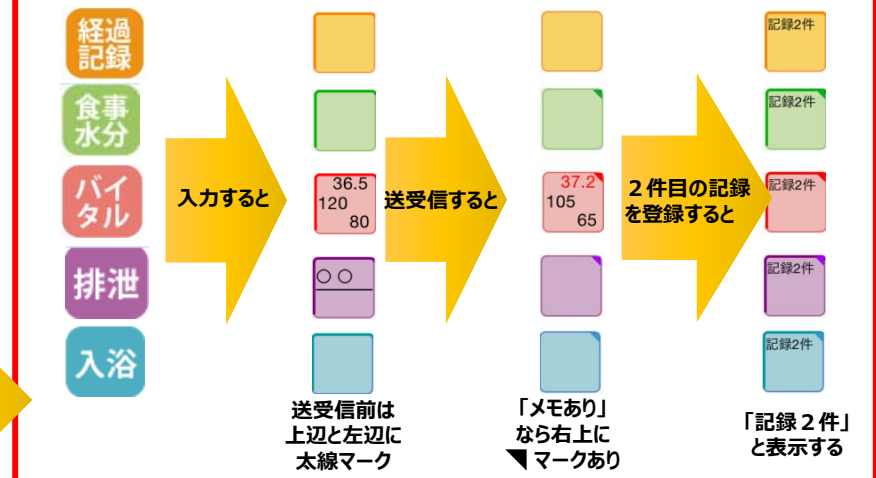 経過
記録
食事
水分
バイ
タル
排泄
入浴
入力すると
36.5
120
80
○ ○
送受信前は
上辺と左辺に
太線マーク
送受信すると
37.2
105
65
「メモあり」
なら右上に
◥ マークあり
2件目の記録
を登録すると
記録2件
記録2件
記録2件
記録2件
記録2件
「記録2件」
と表示する